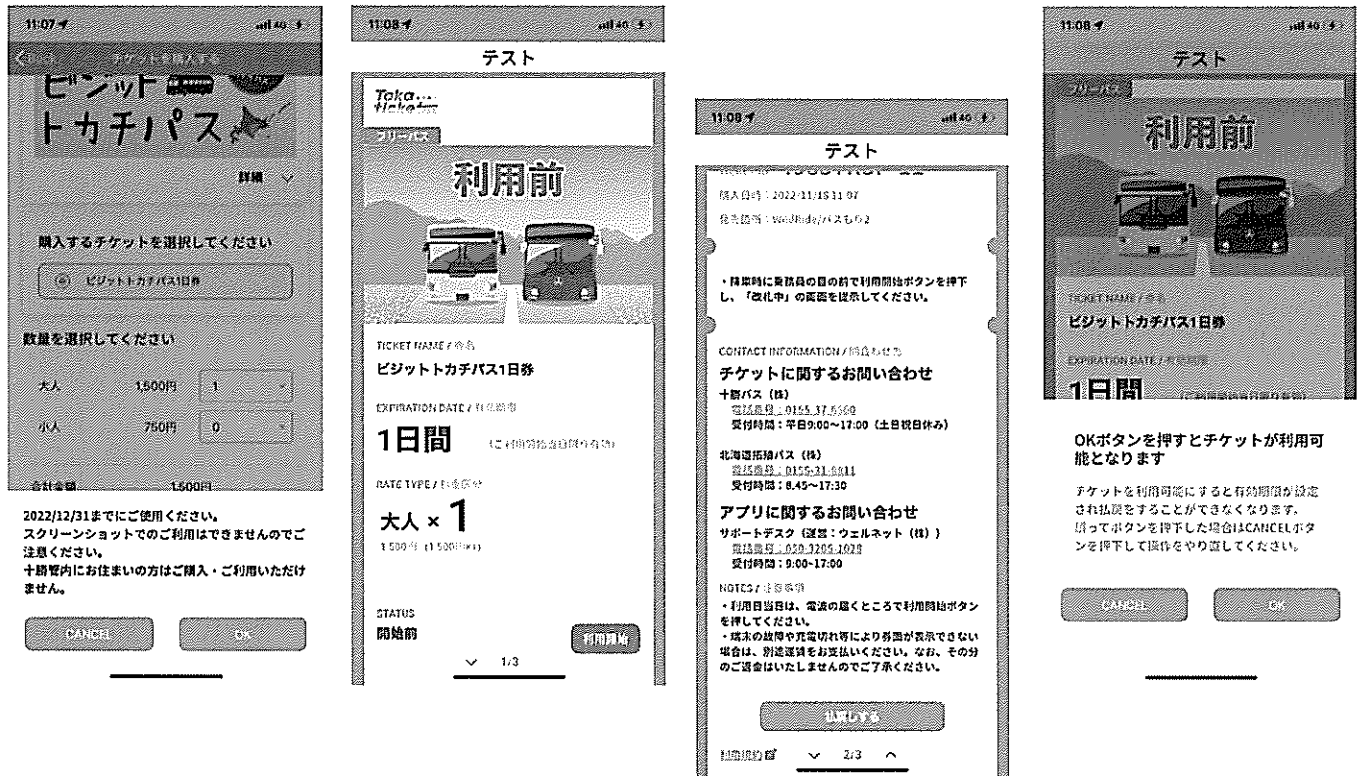 11:07
4G
チケットを購入する
ビジット
トカチパス
詳細
購入するチケットを選択してください
ビジットトカチパス1日券
数量を選択してください
大人 1,500円 1
小人 750円 0
合計金額 1,500円
2022/12/31までにご使用ください。
スクリーンショットでのご利用はできませんのでご
注意ください。
十勝管内にお住まいの方はご購入・ご利用いただけ
ません。
CANCEL OK
11:08
4G
テスト
フリーパス
利用前
TICKET NAME / 券名
ビジットトカチパス1日券
EXPIRATION DATE / 有効期間
1日間 (ご利用開始当日限り有効)
RATE TYPE / 料金区分
大人 × 1
STATUS
開始前
利用開始
1/3
11:08
4G
テスト
購入日時:2022/11/16 11:07
・降車時に乗務員の目の前で利用開始ボタンを押下
し、「改札中」の画面を提示してください。
CONTACT INFORMATION / 問合わせ先
チケットに関するお問い合わせ
十勝バス(株)
受付時間:平日9:00~17:00(土日祝日休み)
北海道拓殖バス(株)
受付時間:8.45~17:30
アプリに関するお問い合わせ
サポートデスク(運営:ウェルネット(株))
受付時間:9:00~17:00
NOTES / 注意事項
・利用日当日は、電波の届くところで利用開始ボタン
を押してください。
・端末の故障や充電切れ等により券面が表示できない
場合は、別途運賃をお支払いください。なお、その分
のご返金はいたしませんのでご了承ください。
払戻しする
利用規約
2/3
11:08
4G
テスト
フリーパス
利用前
TICKET NAME / 券名
ビジットトカチパス1日券
EXPIRATION DATE / 有効期間
1日間 (ご利用開始当日限り有効)
OKボタンを押すとチケットが利用可
能となります
チケットを利用可能にすると有効期限が設定
され払戻をすることができなくなります。
誤ってボタンを押下した場合はCANCELボタ
ンを押下して操作をやり直してください。
CANCEL OK